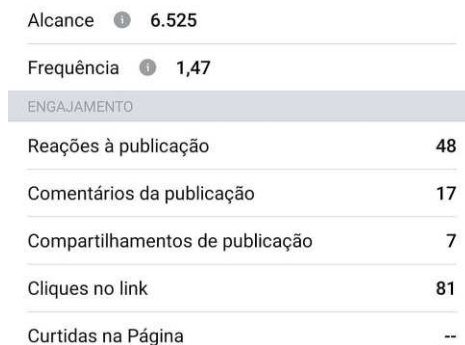 Alcance 6.525
Frequência 1,47
ENGAJAMENTO
Reações à publicação 48
Comentários da publicação 17
Compartilhamentos de publicação 7
Cliques no link 81
Curtidas na Página --